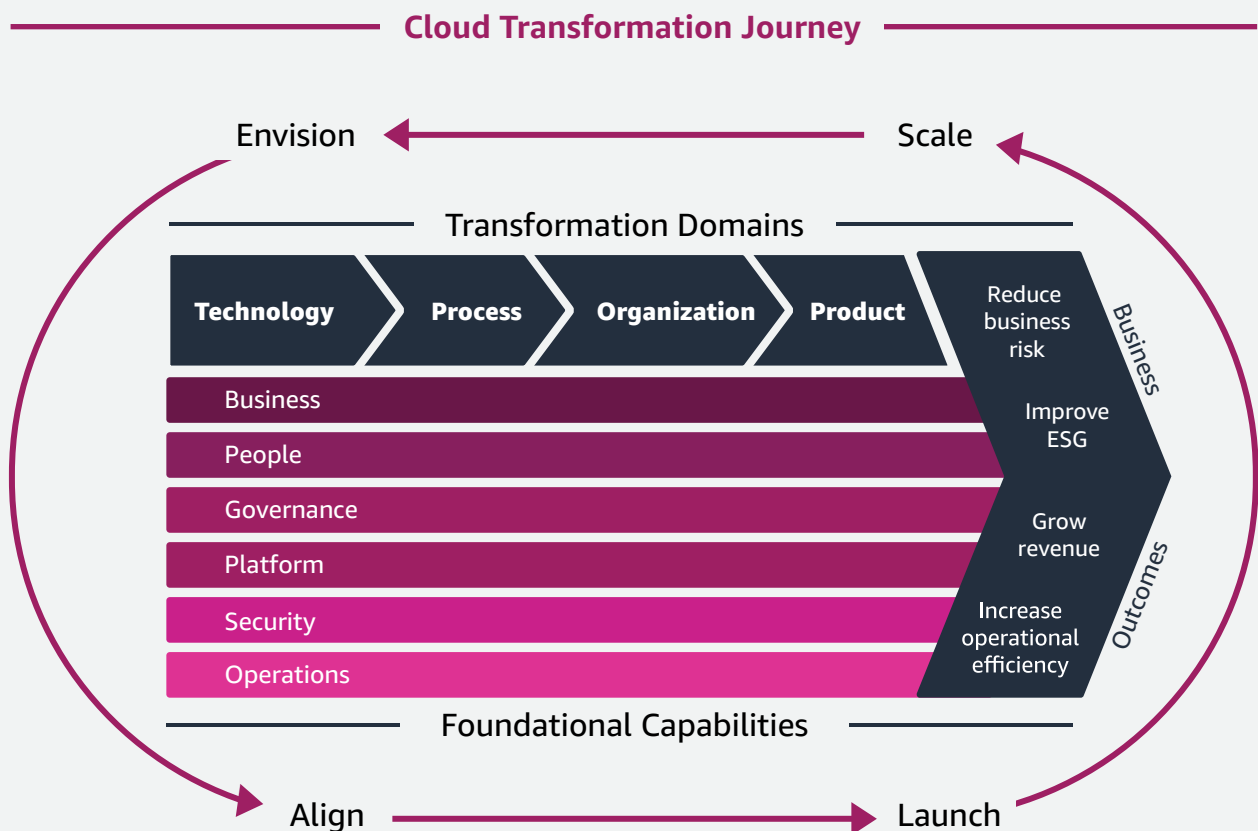 Cloud Transformation Journey
Envision
Scale
Transformation Domains
Technology
Process
Organization
Product
Reduce
business
risk
Improve
ESG
Grow
revenue
Increase
operational
efficiency
Business
Outcomes
Business
People
Governance
Platform
Security
Operations
Foundational Capabilities
Align
Launch